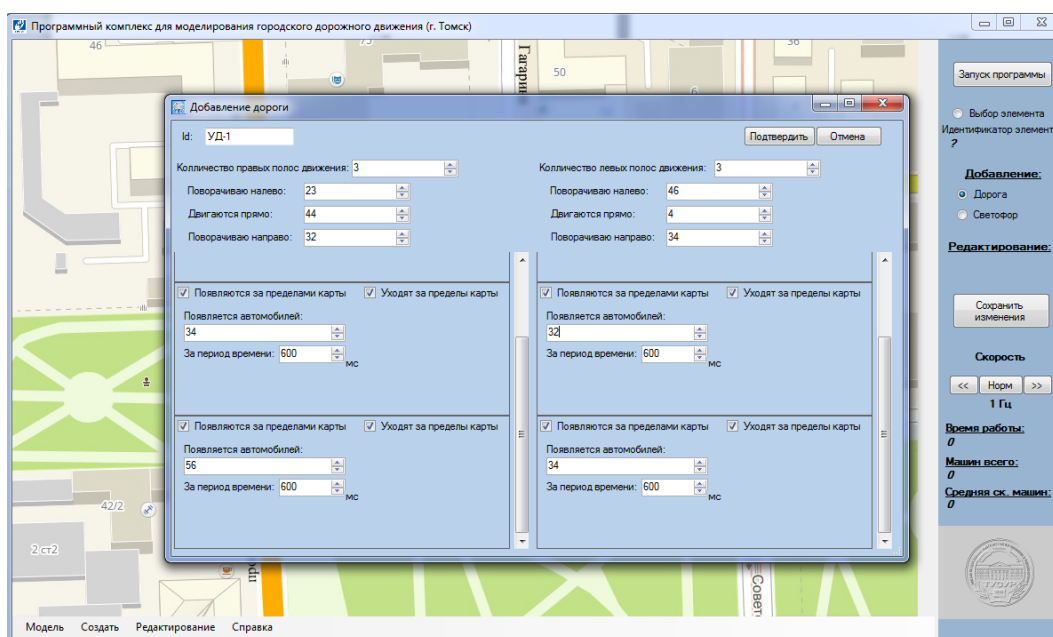 Программный комплекс для моделирования городского дорожного движения (г. Томск)
46
50
6
Добавление дороги
Id: УД-1
Подтвердить Отмена
Колличество правых полос движения: 3
Поворачиваю налево: 23
Двигаются прямо: 44
Поворачиваю направо: 32
Колличество левых полос движения: 3
Поворачиваю налево: 46
Двигаются прямо: 4
Поворачиваю направо: 34
Появляются за пределами карты Уходят за пределы карты
Появляется автомобилей:
34
За период времени: 600 мс
Появляются за пределами карты Уходят за пределы карты
Появляется автомобилей:
32
За период времени: 600 мс
Появляются за пределами карты Уходят за пределы карты
Появляется автомобилей:
56
За период времени: 600 мс
Появляются за пределами карты Уходят за пределы карты
Появляется автомобилей:
34
За период времени: 600 мс
42/2
2 ст2
Запуск программы
Выбор элемента
Идентификатор элемент
?
Добавление:
Дорога
Светофор
Редактирование:
Сохранить
изменения
Скорость
<< Норм >>
1 Гц
Время работы:
0
Машин всего:
0
Средняя ск. машин:
0
ТУСУР
Модель Создать Редактирование Справка